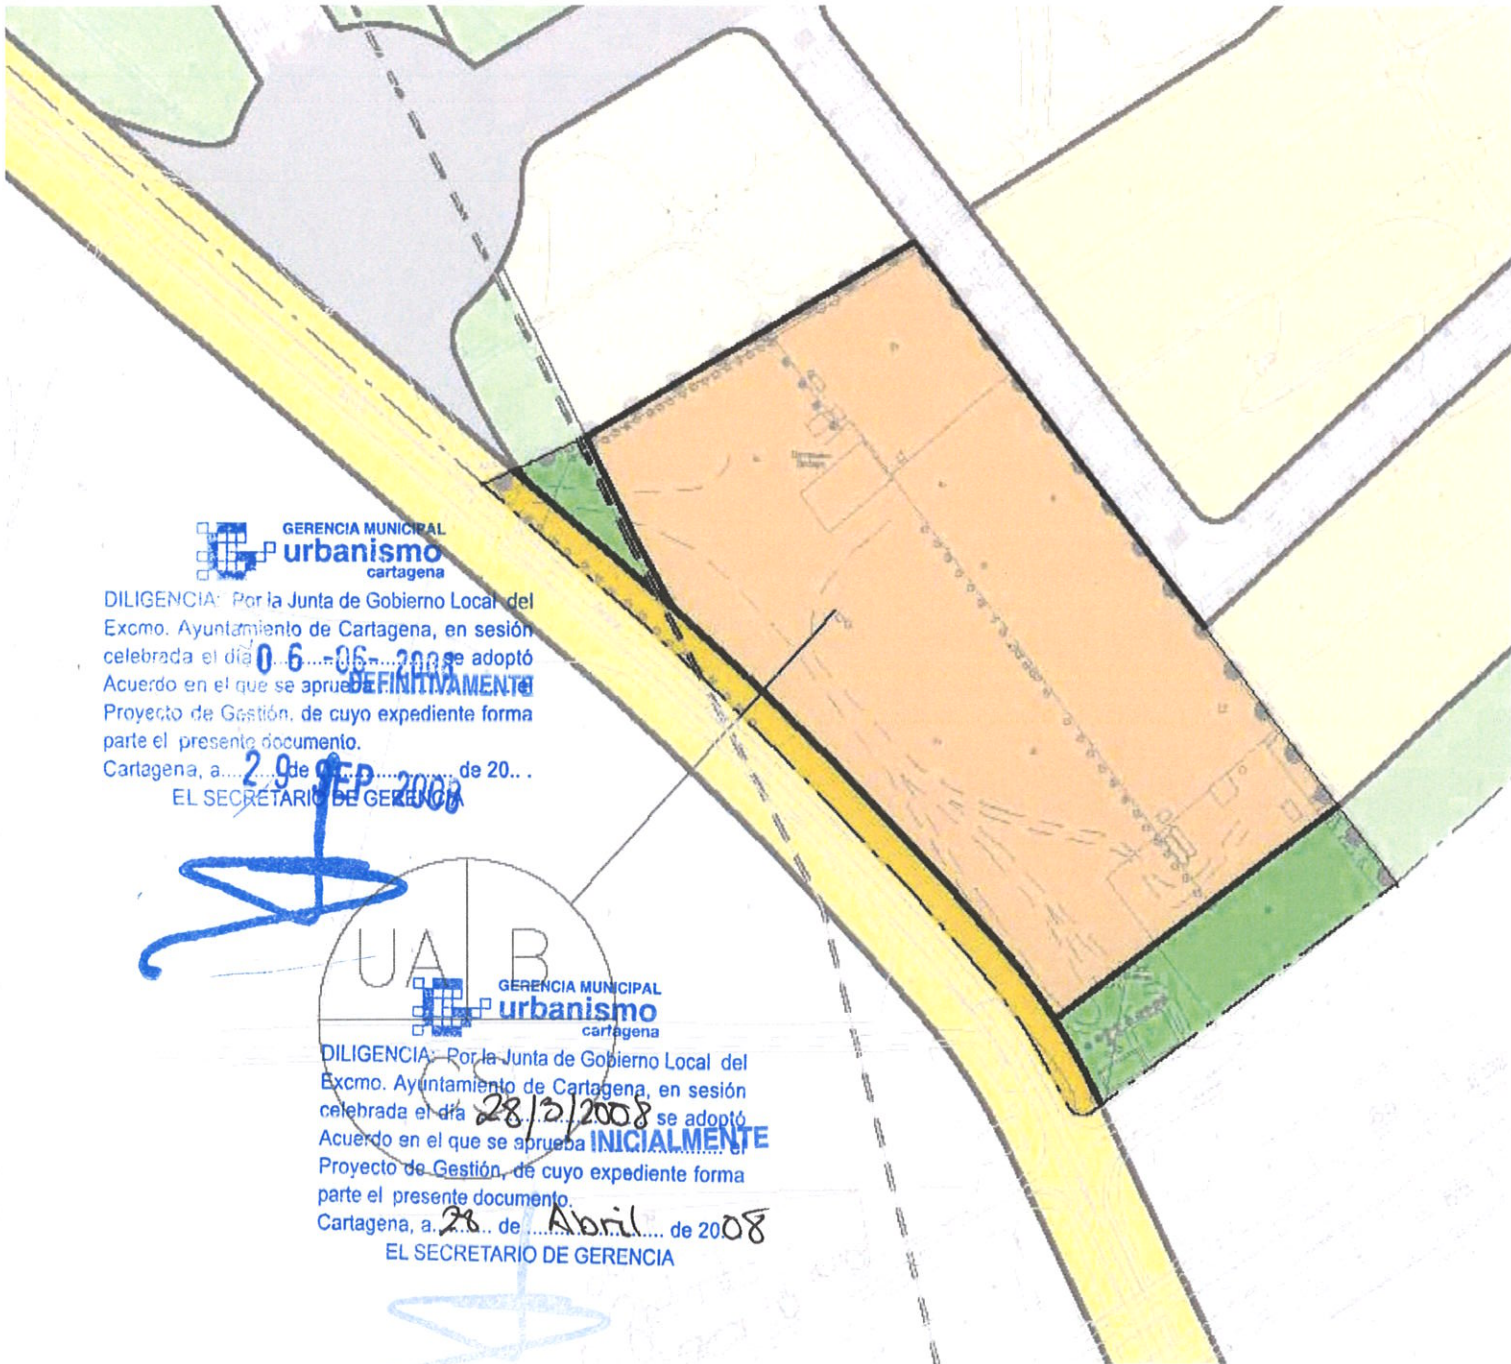 GERENCIA MUNICIPAL
urbanismo
cartagena
DILIGENCIA: Por la Junta de Gobierno Local del
Excmo. Ayuntamiento de Cartagena, en sesión
celebrada el día 06 -06- 2008 se adoptó
Acuerdo en el que se aprueba DEFINITIVAMENTE el
Proyecto de Gestión, de cuyo expediente forma
parte el presente documento.
Cartagena, a 29 de SEP 2008 de 20...
EL SECRETARIO DE GERENCIA
UA B
CS
GERENCIA MUNICIPAL
urbanismo
cartagena
DILIGENCIA: Por la Junta de Gobierno Local del
Excmo. Ayuntamiento de Cartagena, en sesión
celebrada el día 28/3/2008 se adoptó
Acuerdo en el que se aprueba INICIALMENTE el
Proyecto de Gestión, de cuyo expediente forma
parte el presente documento.
Cartagena, a 28 de Abril de 2008
EL SECRETARIO DE GERENCIA